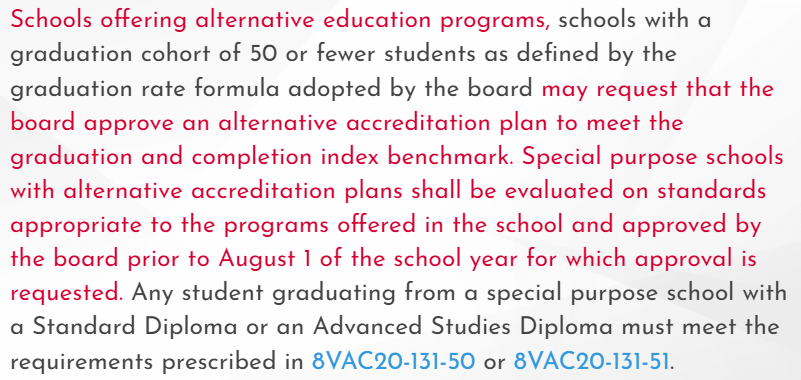 Schools offering alternative education programs, schools with a
graduation cohort of 50 or fewer students as defined by the
graduation rate formula adopted by the board may request that the
board approve an alternative accreditation plan to meet the
graduation and completion index benchmark. Special purpose schools
with alternative accreditation plans shall be evaluated on standards
appropriate to the programs offered in the school and approved by
the board prior to August 1 of the school year for which approval is
requested. Any student graduating from a special purpose school with
a Standard Diploma or an Advanced Studies Diploma must meet the
requirements prescribed in 8VAC20-131-50 or 8VAC20-131-51.